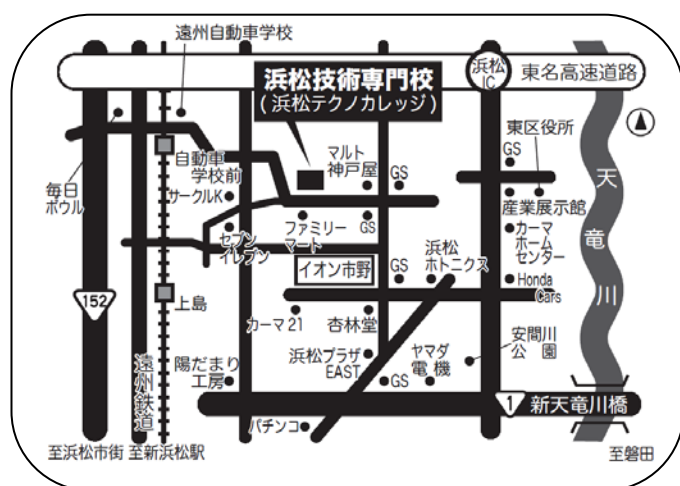 遠州自動車学校
浜松技術専門校
(浜松テクノカレッジ)
浜松
IC
東名高速道路
毎日
ボウル
自動車
学校前
サークルK
マルト
神戸屋
GS
GS
東区役所
産業展示館
天竜川
セブン
イレブン
ファミリー
マート
GS
カーマ
ホーム
センター
イオン市野
GS
浜松
ホトニクス
Honda
Cars
152
上島
カーマ21
杏林堂
安間川
公園
遠州鉄道
陽だまり
工房
浜松プラザ
EAST
ヤマダ
電機
GS
1
新天竜川橋
パチンコ
至浜松市街
至新浜松駅
至磐田